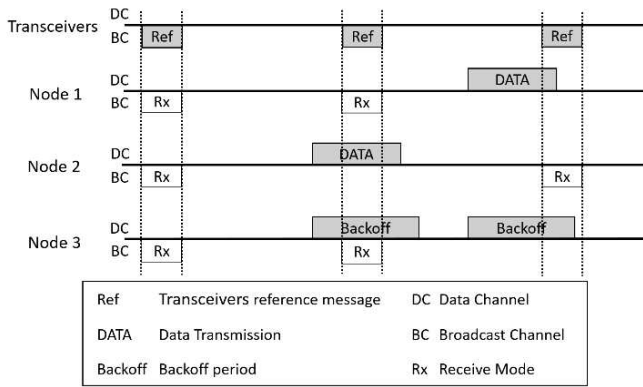 Transceivers DC
BC Ref Ref Ref
Node 1 DC DATA
BC Rx Rx
Node 2 DC DATA
BC Rx Rx
Node 3 DC Backoff Backoff
BC Rx Rx
Ref Transceivers reference message DC Data Channel
DATA Data Transmission BC Broadcast Channel
Backoff Backoff period Rx Receive Mode